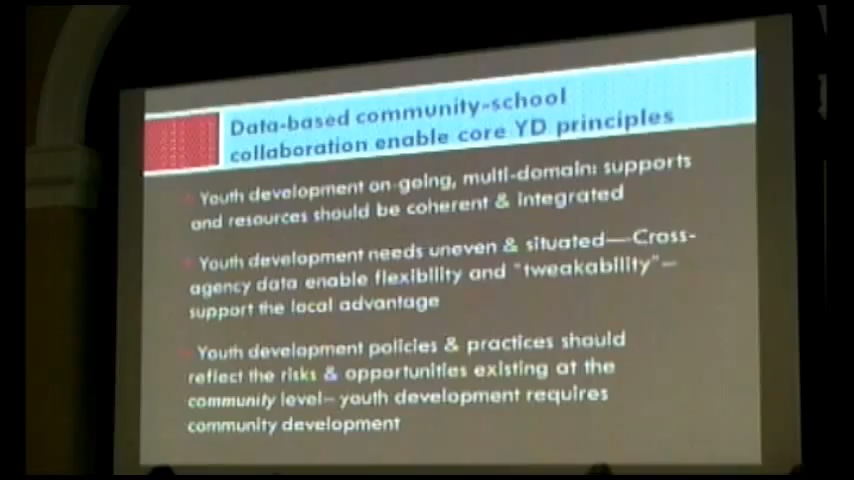 Data-based community-school
collaboration enable core YD principles
Youth development on-going, multi-domain: supports
and resources should be coherent & integrated
Youth development needs uneven & situated—Cross-
agency data enable flexibility and "tweakability"—
support the local advantage
Youth development policies & practices should
reflect the risks & opportunities existing at the
community level— youth development requires
community development